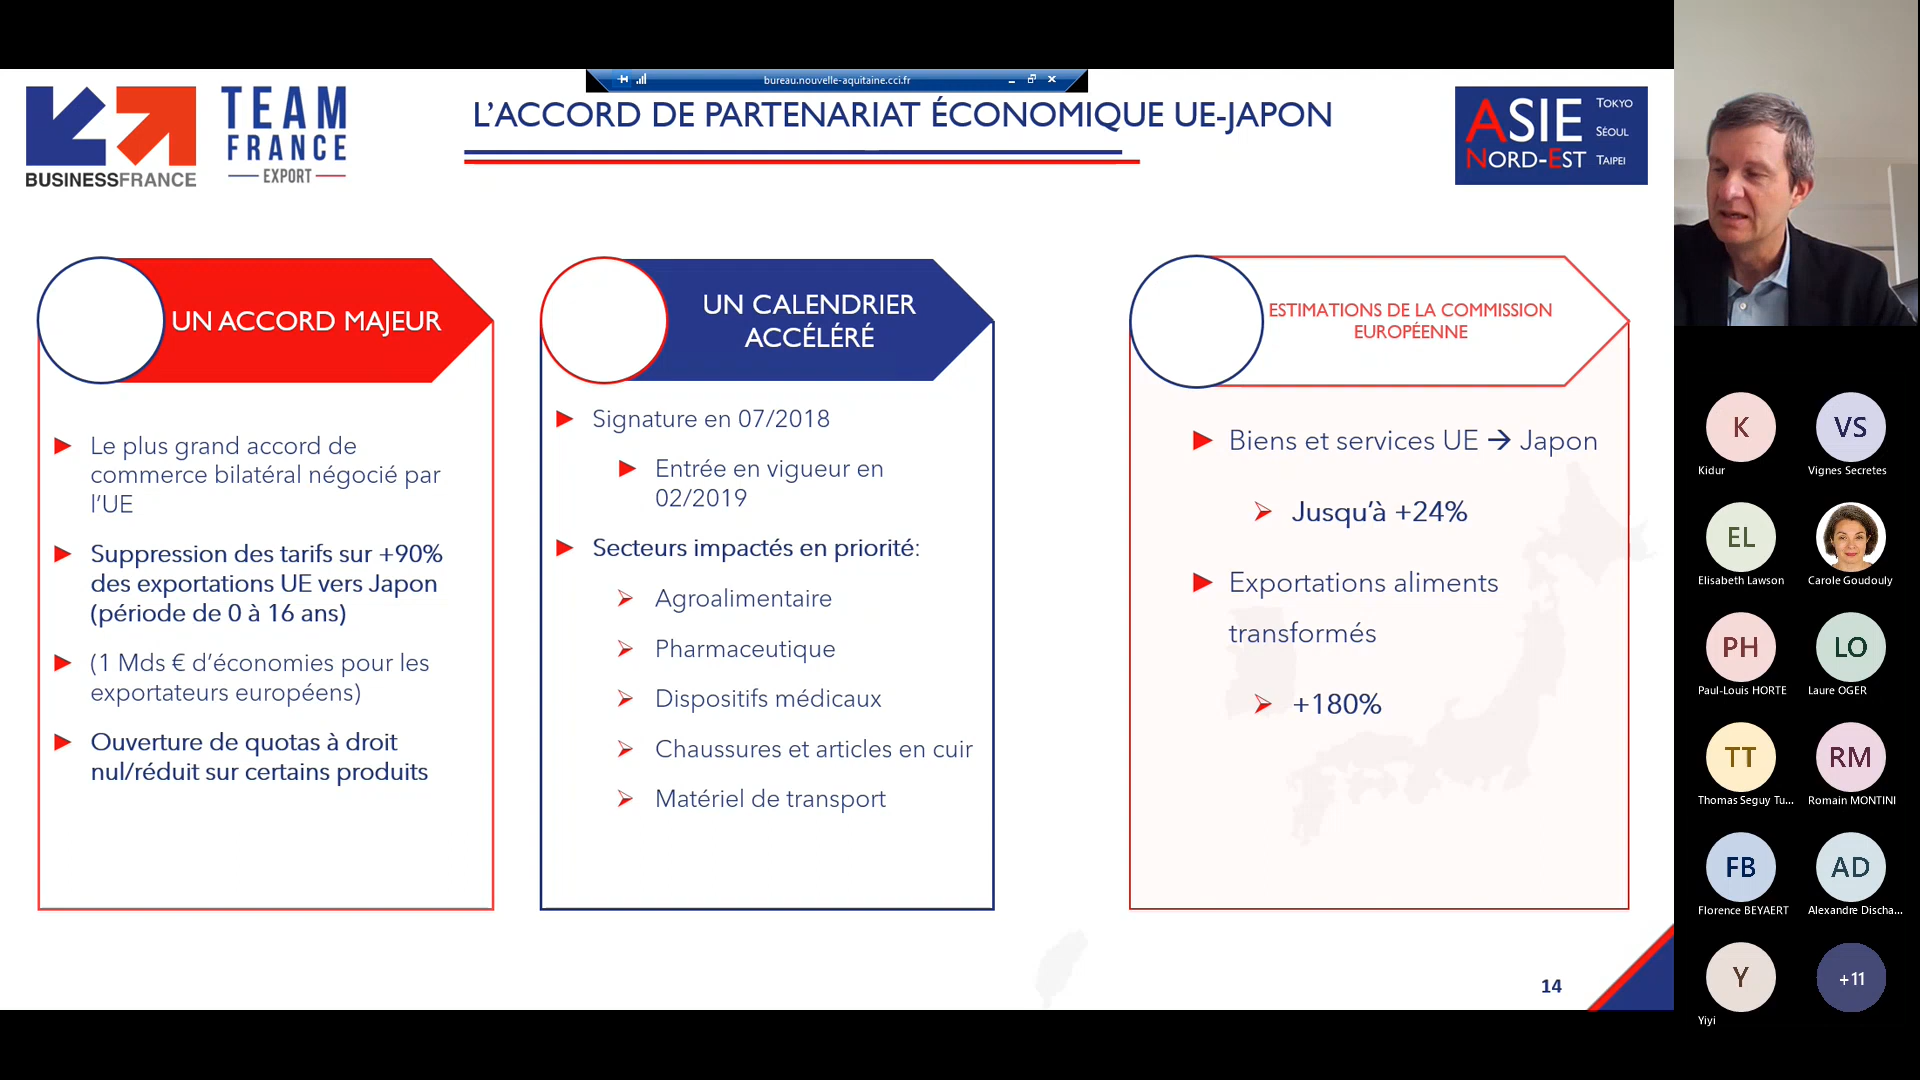 bureau.nouvelle-aquitaine.cci.fr
BUSINESSFRANCE
TEAM
FRANCE
EXPORT
L'ACCORD DE PARTENARIAT ÉCONOMIQUE UE-JAPON
ASIE
NORD-EST
TOKYO
SÉOUL
TAIPEI
UN ACCORD MAJEUR
Le plus grand accord de
commerce bilatéral négocié par
l'UE
Suppression des tarifs sur +90%
des exportations UE vers Japon
(période de 0 à 16 ans)
(1 Mds € d'économies pour les
exportateurs européens)
Ouverture de quotas à droit
nul/réduit sur certains produits
UN CALENDRIER
ACCÉLÉRÉ
Signature en 07/2018
Entrée en vigueur en
02/2019
Secteurs impactés en priorité:
Agroalimentaire
Pharmaceutique
Dispositifs médicaux
Chaussures et articles en cuir
Matériel de transport
ESTIMATIONS DE LA COMMISSION
EUROPÉENNE
Biens et services UE → Japon
Jusqu'à +24%
Exportations aliments
transformés
+180%
14
K
Kidur
VS
Vignes Secretes
EL
Elisabeth Lawson
Carole Goudouly
PH
Paul-Louis HORTE
LO
Laure OGER
TT
Thomas Seguy Tu...
RM
Romain MONTINI
FB
Florence BEYAERT
AD
Alexandre Discha...
Y
Yiyi
+11